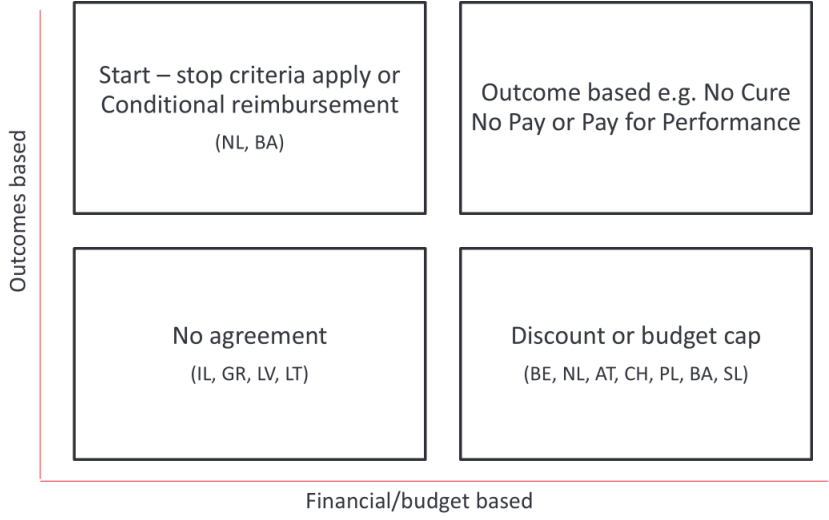 Outcomes based
Start – stop criteria apply or
Conditional reimbursement
(NL, BA)
Outcome based e.g. No Cure
No Pay or Pay for Performance
No agreement
(IL, GR, LV, LT)
Discount or budget cap
(BE, NL, AT, CH, PL, BA, SL)
Financial/budget based